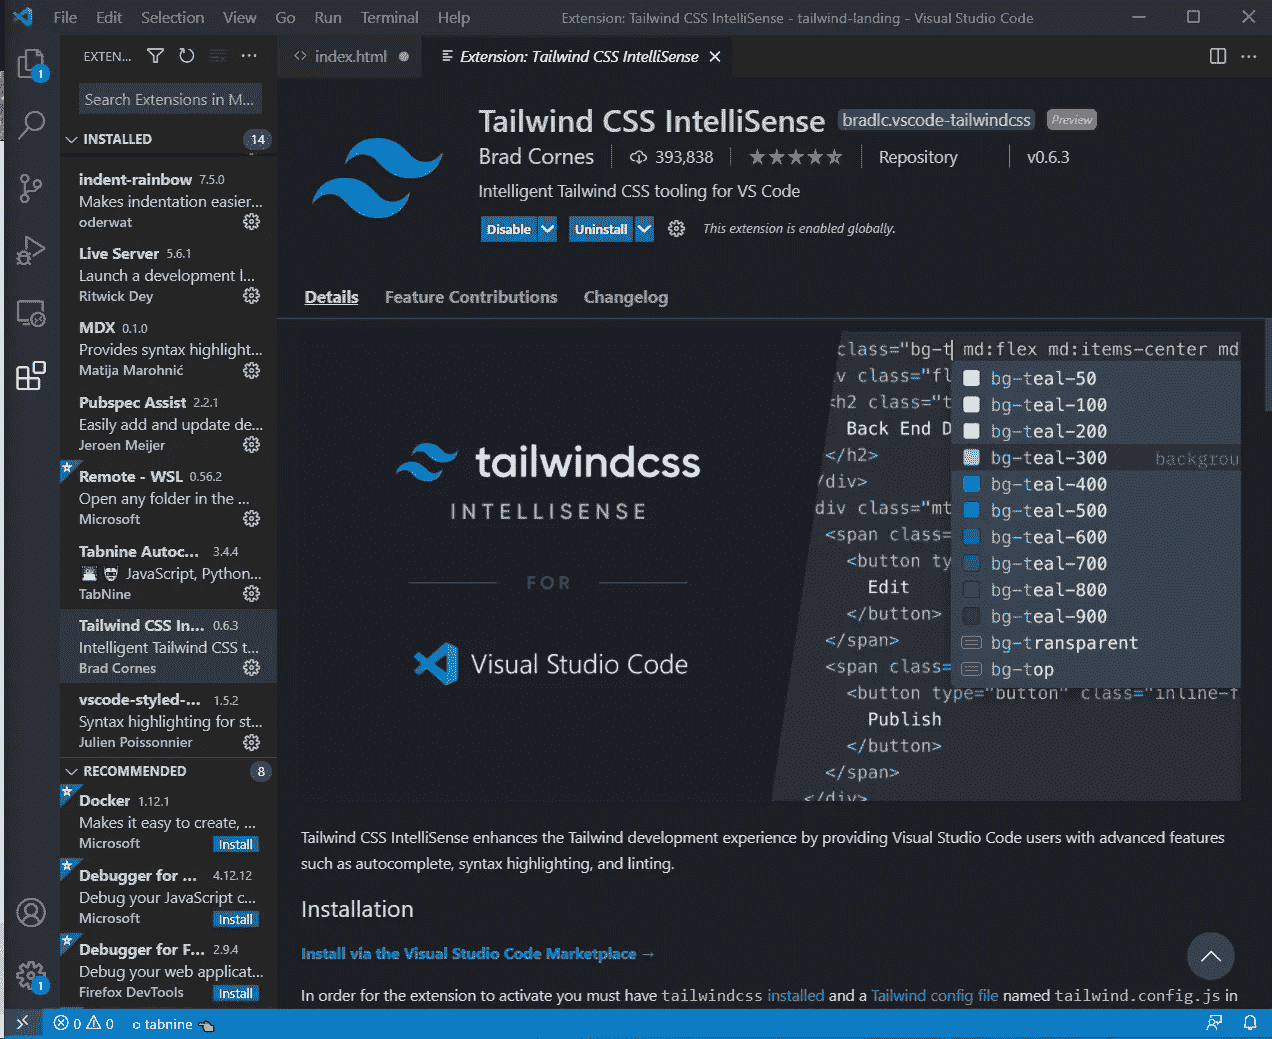 File Edit Selection View Go Run Terminal Help Extension: Tailwind CSS IntelliSense - tailwind-landing - Visual Studio Code
EXTEN...
index.html
Extension: Tailwind CSS IntelliSense
1
Search Extensions in M...
INSTALLED 14
indent-rainbow 7.5.0
Makes indentation easier...
oderwat
Live Server 5.6.1
Launch a development l...
Ritwick Dey
MDX 0.1.0
Provides syntax highlight...
Matija Marohnić
Pubspec Assist 2.2.1
Easily add and update de...
Jeroen Meijer
Remote - WSL 0.56.2
Open any folder in the ...
Microsoft
Tabnine Autoc... 3.4.4
JavaScript, Python...
TabNine
Tailwind CSS In... 0.6.3
Intelligent Tailwind CSS t...
Brad Cornes
vscode-styled-... 1.5.2
Syntax highlighting for st...
Julien Poissonnier
RECOMMENDED 8
Docker 1.12.1
Makes it easy to create, ...
Microsoft Install
Debugger for ... 4.12.12
Debug your JavaScript c...
Microsoft Install
Debugger for F... 2.9.4
Debug your web applicat...
Firefox DevTools Install
1
Tailwind CSS IntelliSense bradlc.vscode-tailwindcss Preview
Brad Cornes 393,838 Repository v0.6.3
Intelligent Tailwind CSS tooling for VS Code
Disable Uninstall This extension is enabled globally.
Details Feature Contributions Changelog
tailwindcss
INTELLISENSE
FOR
Visual Studio Code
class="bg-t md:flex md:items-center md
v class="fl
<h2 class="t
Back End D
</h2>
/div>
div class="mt
<span class=
<button ty
Edit
</button>
</span>
<span class=
<button type="button" class="inline-f
Publish
</button>
</span>
</div>
bg-teal-50
bg-teal-100
bg-teal-200
bg-teal-300 backgrou
bg-teal-400
bg-teal-500
bg-teal-600
bg-teal-700
bg-teal-800
bg-teal-900
bg-transparent
bg-top
Tailwind CSS IntelliSense enhances the Tailwind development experience by providing Visual Studio Code users with advanced features
such as autocomplete, syntax highlighting, and linting.
Installation
Install via the Visual Studio Code Marketplace →
In order for the extension to activate you must have tailwindcss installed and a Tailwind config file named tailwind.config.js in
0 0 tabnine